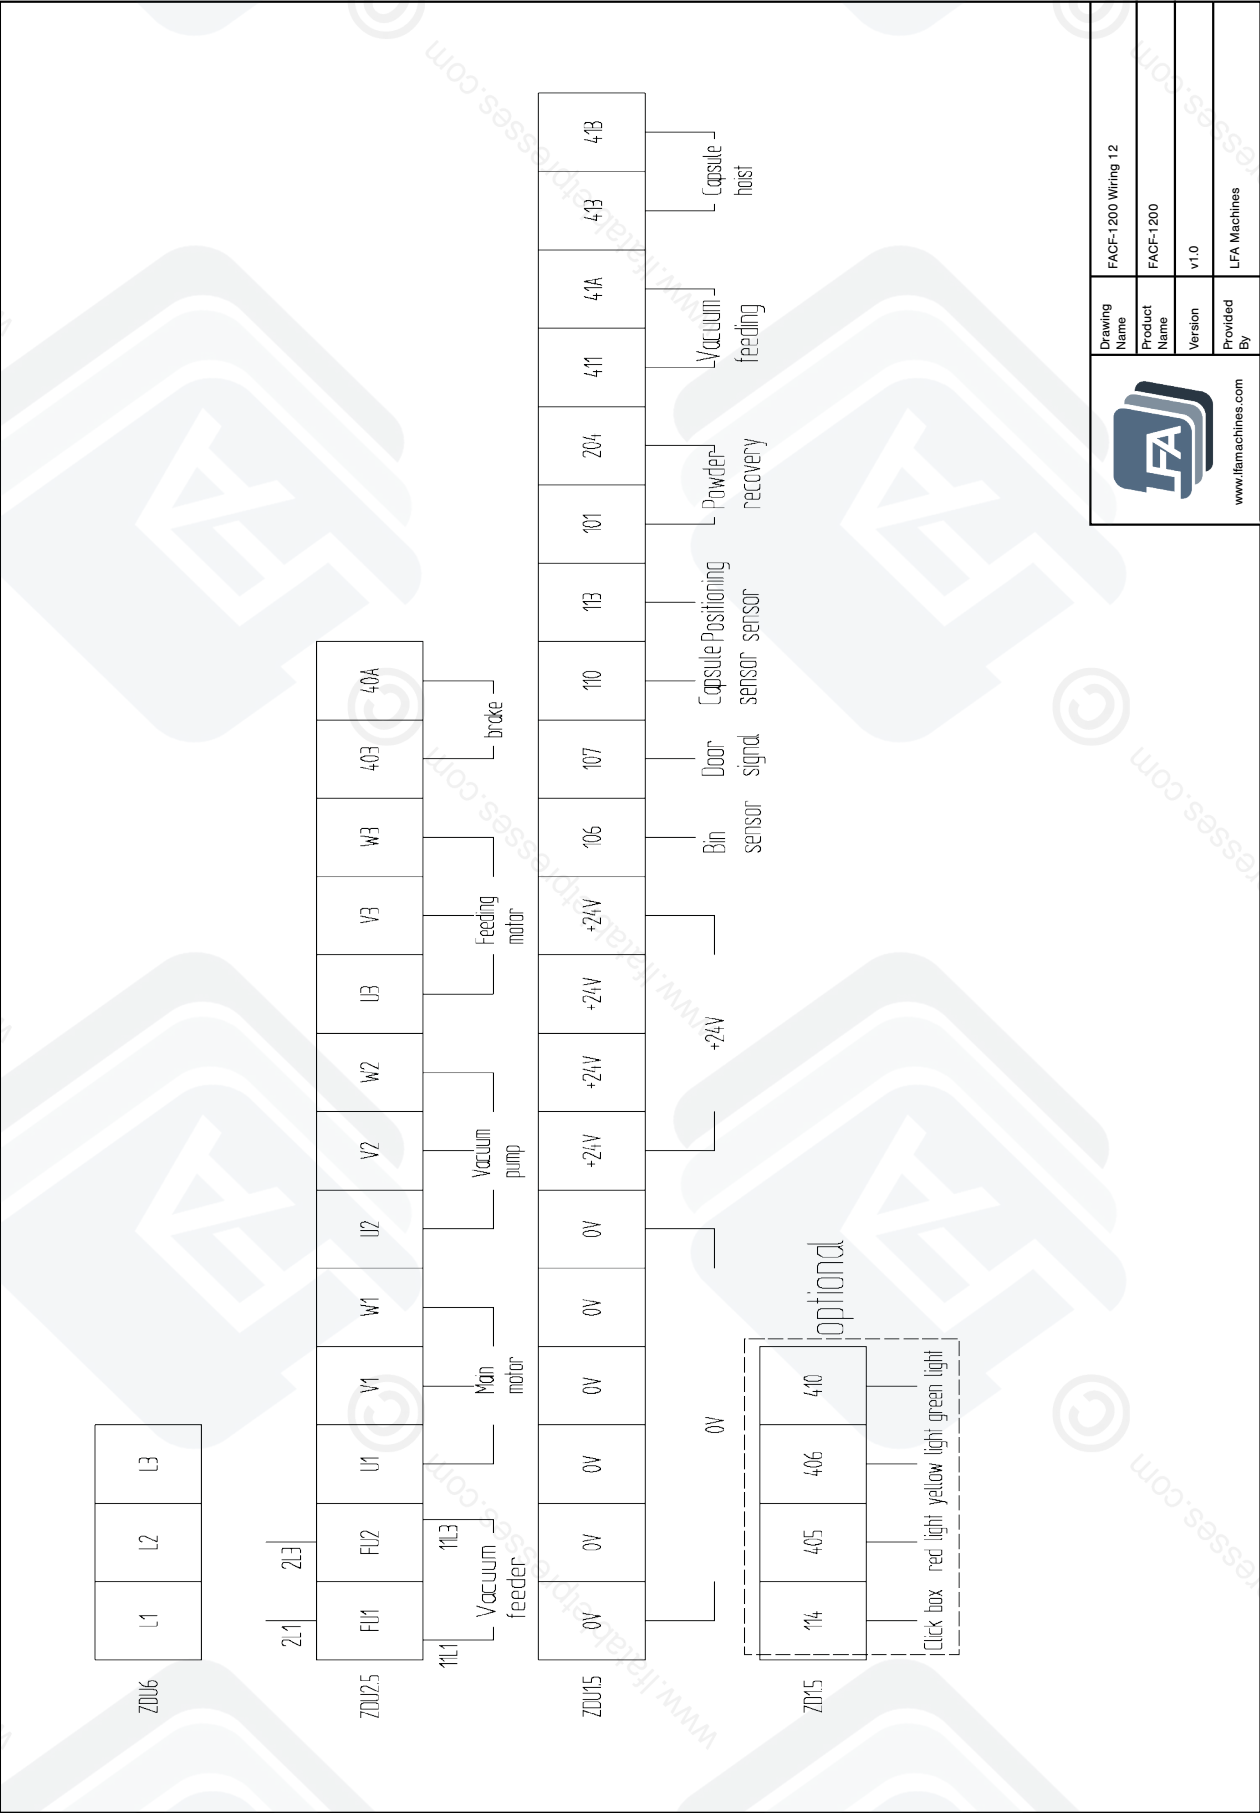 ZDU6
L1 L2 L3
2L1 2L3
ZDU2.5
FU1 FU2 U1 V1 W1 U2 V2 W2 U3 V3 W3 403 40A
11L1 11L3
Vacuum
feeder
Main
motor
Vacuum
pump
Feeding
motor
brake
ZDU1.5
0V 0V 0V 0V 0V 0V +24V +24V +24V +24V 106 107 110 113 101 204 411 41A 413 41B
0V
+24V
Bin
sensor
Door
signal
Capsule Positioning
sensor sensor
Powder
recovery
Vacuum
feeding
Capsule
hoist
optional
ZD1.5
114 405 406 410
Click box red light yellow light green light
LFA
www.lfamachines.com
Drawing
Name
FACF-1200 Wiring 12
Product
Name
FACF-1200
Version
v1.0
Provided
By
LFA Machines
www.lfatabletpresses.com ©